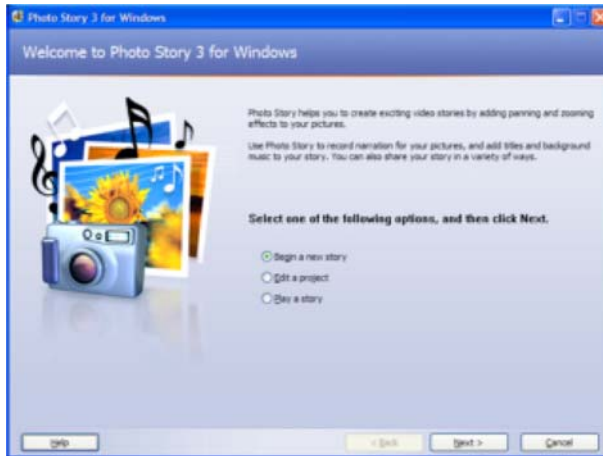 Photo Story 3 for Windows
Welcome to Photo Story 3 for Windows
Photo Story helps you to create exciting video stories by adding panning and zooming
effects to your pictures.
Use Photo Story to record narration for your pictures, and add titles and background
music to your story. You can also share your story in a variety of ways.
Select one of the following options, and then click Next.
Begin a new story
Edit a project
Play a story
Help
< Back
Next >
Cancel